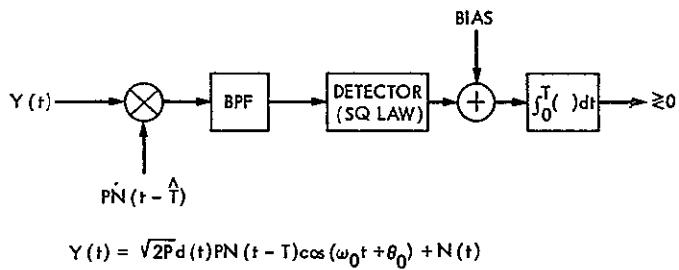 BIAS
Y(t)
BPF
DETECTOR
(SQ LAW)
+
∫₀ᵀ( )dt
≷0
PN(t - T̂)
Y(t) = √2P d(t)PN(t - T)cos(ω₀t + θ₀) + N(t)